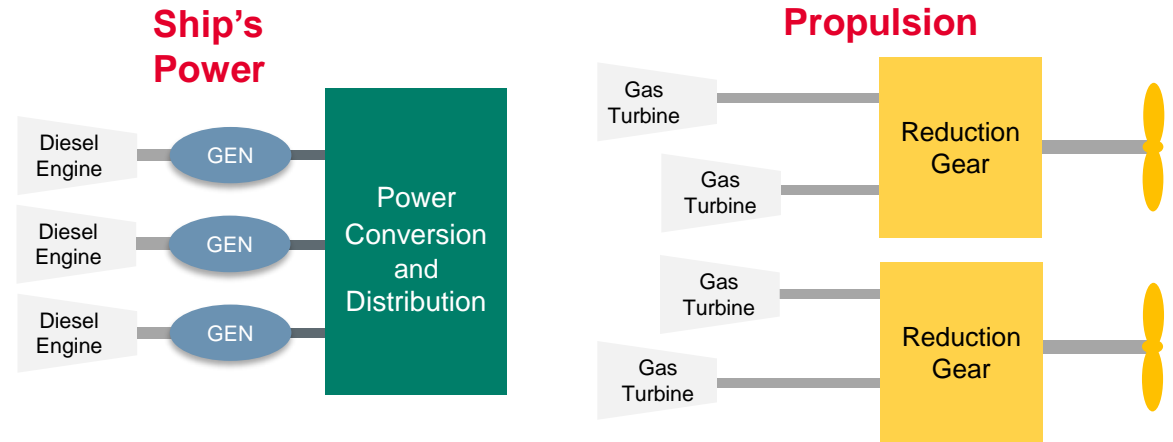 Ship's
Power
Diesel
Engine
GEN
Diesel
Engine
GEN
Diesel
Engine
GEN
Power
Conversion
and
Distribution
Propulsion
Gas
Turbine
Gas
Turbine
Reduction
Gear
Gas
Turbine
Gas
Turbine
Reduction
Gear